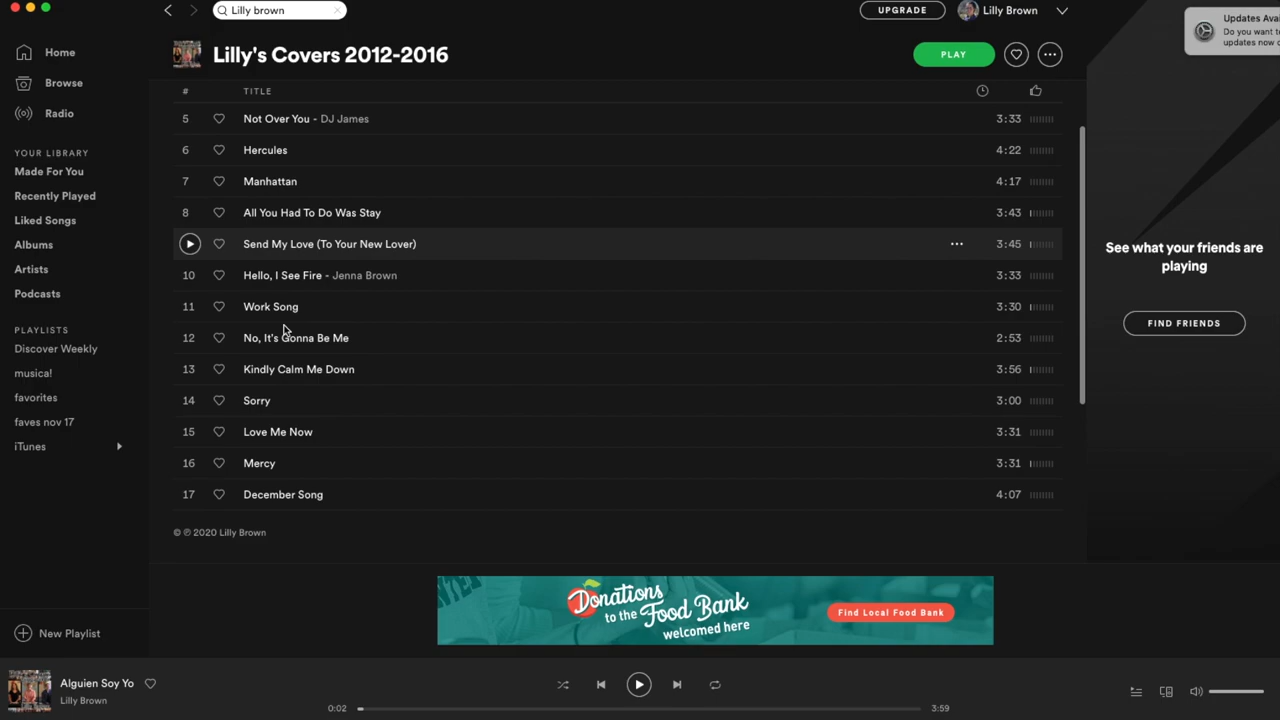 Lilly brown
UPGRADE
Lilly Brown
Updates Avai
Do you want t
updates now o
Home
Browse
Radio
YOUR LIBRARY
Made For You
Recently Played
Liked Songs
Albums
Artists
Podcasts
PLAYLISTS
Discover Weekly
musica!
favorites
faves nov 17
iTunes
New Playlist
Lilly's Covers 2012-2016
PLAY
# TITLE
5 Not Over You - DJ James 3:33
6 Hercules 4:22
7 Manhattan 4:17
8 All You Had To Do Was Stay 3:43
Send My Love (To Your New Lover) 3:45
10 Hello, I See Fire - Jenna Brown 3:33
11 Work Song 3:30
12 No, It's Gonna Be Me 2:53
13 Kindly Calm Me Down 3:56
14 Sorry 3:00
15 Love Me Now 3:31
16 Mercy 3:31
17 December Song 4:07
© ℗ 2020 Lilly Brown
See what your friends are
playing
FIND FRIENDS
Donations
to the Food Bank
welcomed here
Find Local Food Bank
Alguien Soy Yo
Lilly Brown
0:02
3:59